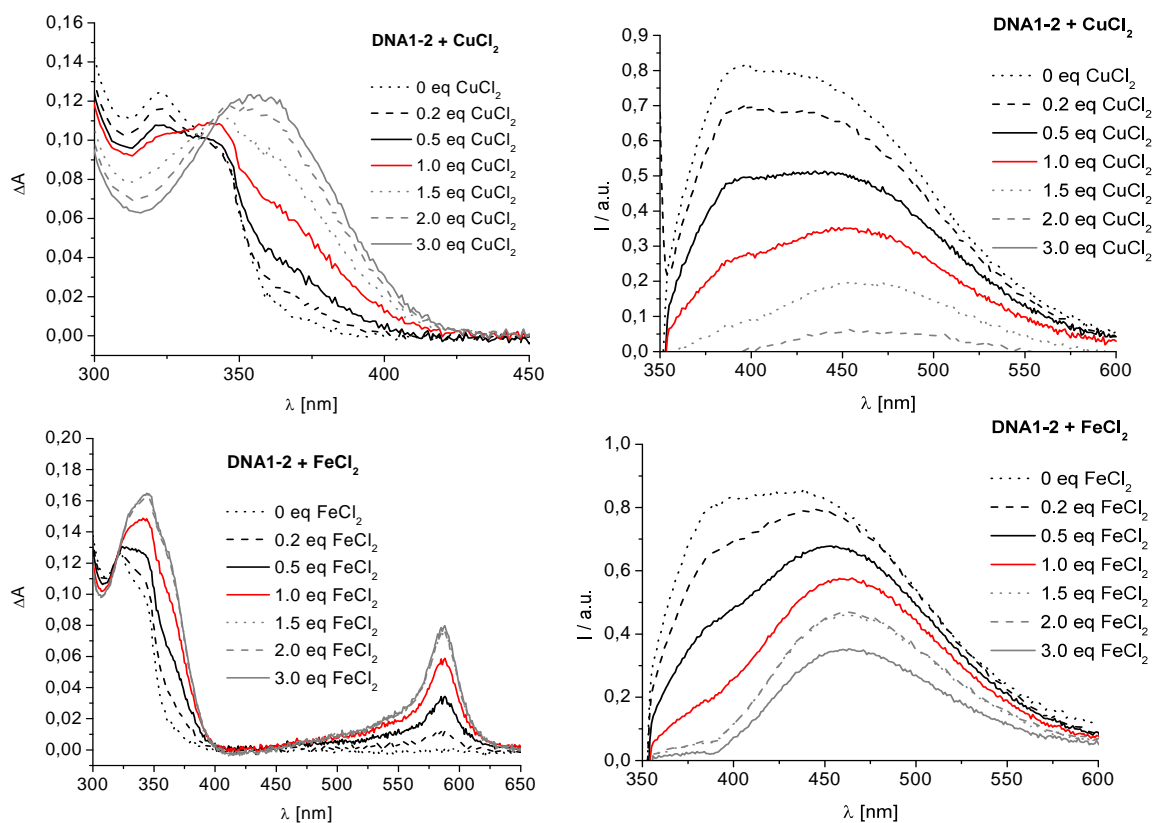 DNA1-2 + CuCl₂
0 eq CuCl₂
0.2 eq CuCl₂
0.5 eq CuCl₂
1.0 eq CuCl₂
1.5 eq CuCl₂
2.0 eq CuCl₂
3.0 eq CuCl₂
0,16
0,14
0,12
0,10
0,08
0,06
0,04
0,02
0,00
ΔA
300 350 400 450
λ [nm]
DNA1-2 + CuCl₂
0 eq CuCl₂
0.2 eq CuCl₂
0.5 eq CuCl₂
1.0 eq CuCl₂
1.5 eq CuCl₂
2.0 eq CuCl₂
3.0 eq CuCl₂
0,9
0,8
0,7
0,6
0,5
0,4
0,3
0,2
0,1
0,0
I / a.u.
350 400 450 500 550 600
λ [nm]
DNA1-2 + FeCl₂
0 eq FeCl₂
0.2 eq FeCl₂
0.5 eq FeCl₂
1.0 eq FeCl₂
1.5 eq FeCl₂
2.0 eq FeCl₂
3.0 eq FeCl₂
0,20
0,18
0,16
0,14
0,12
0,10
0,08
0,06
0,04
0,02
0,00
ΔA
300 350 400 450 500 550 600 650
λ [nm]
DNA1-2 + FeCl₂
0 eq FeCl₂
0.2 eq FeCl₂
0.5 eq FeCl₂
1.0 eq FeCl₂
1.5 eq FeCl₂
2.0 eq FeCl₂
3.0 eq FeCl₂
1,0
0,8
0,6
0,4
0,2
0,0
I / a.u.
350 400 450 500 550 600
λ [nm]